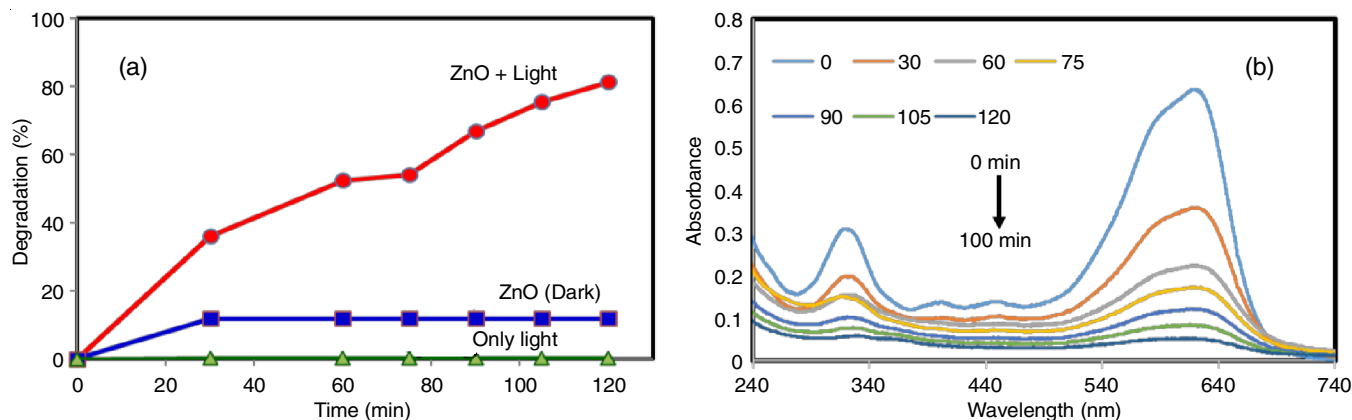 100
80
60
40
20
0
Degradation (%)
(a)
ZnO + Light
ZnO (Dark)
Only light
0 20 40 60 80 100 120
Time (min)
0.8
0.7
0.6
0.5
0.4
0.3
0.2
0.1
0
Absorbance
0 30 60 75
(b)
90 105 120
0 min
100 min
240 340 440 540 640 740
Wavelength (nm)